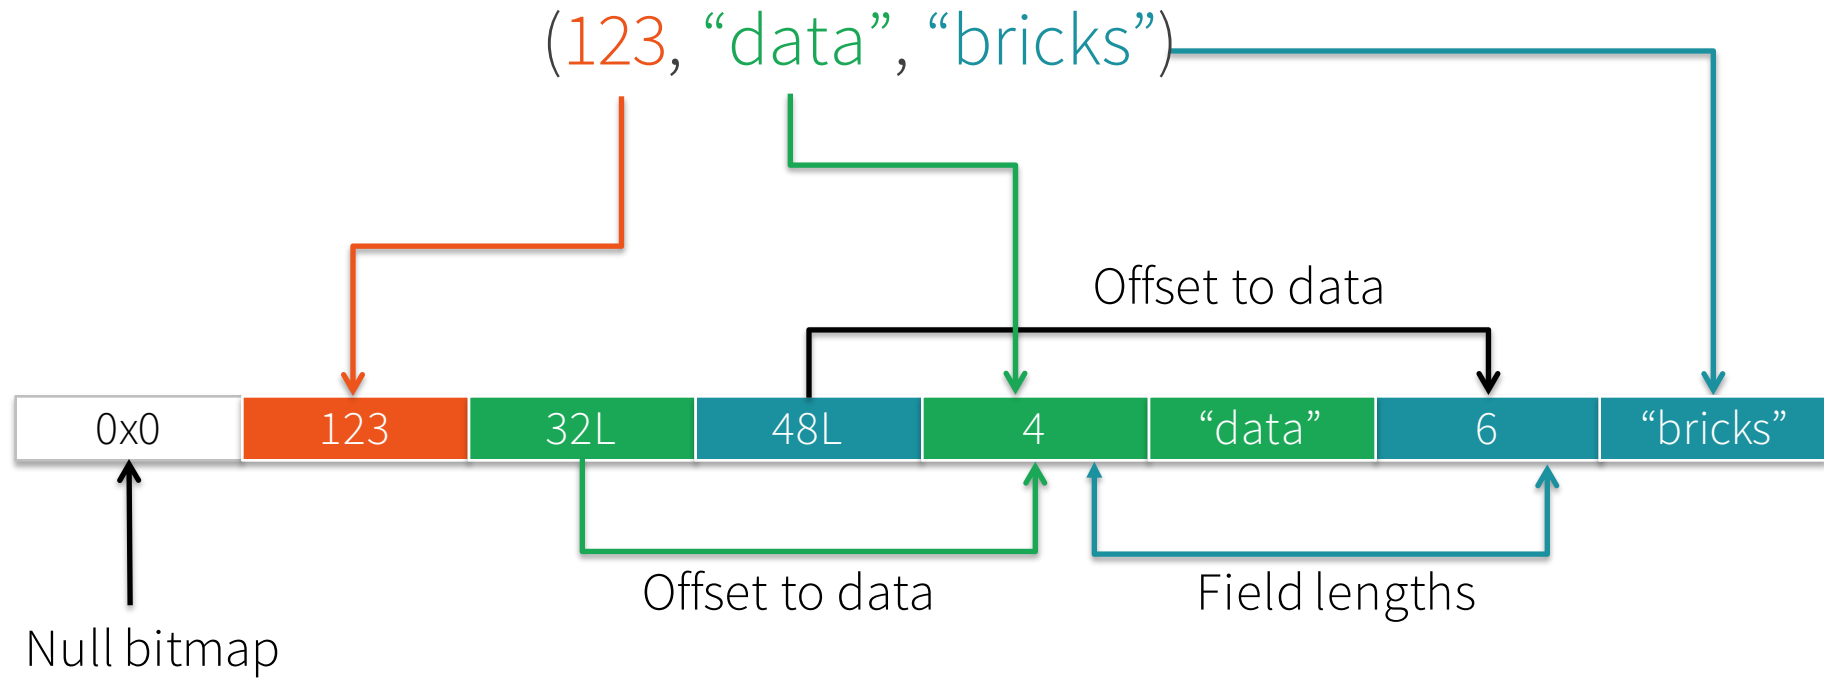 (123, “data”, “bricks”)
Offset to data
0x0 123 32L 48L 4 “data” 6 “bricks”
Offset to data Field lengths
Null bitmap